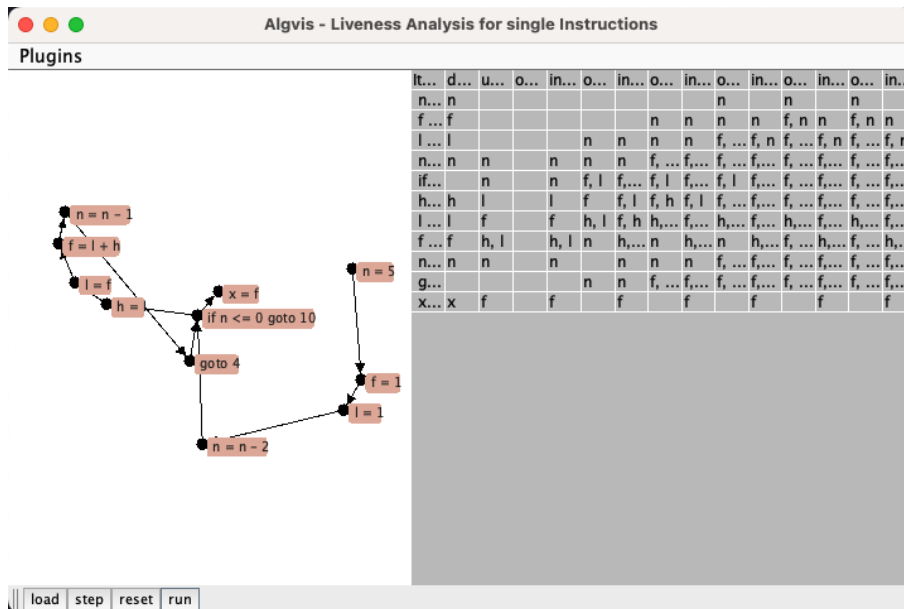 Algvis - Liveness Analysis for single Instructions
Plugins
n = n - 1
f = l + h
l = f
h = l
x = f
n = 5
if n <= 0 goto 10
goto 4
f = 1
l = 1
n = n - 2
It... d... u... o... in... o... in... o... in... o... in... o... in... o... in...
n... n n n n
f ... f n n n n f, n n f, n n
l ... l n n n n f, ... f, n f, ... f, n f, ... f, n
n... n n n n n f, ... f,... f, ... f,... f, ... f,... f, ... f,...
if... n n f, l f,... f, l f,... f, l f,... f, ... f,... f, ... f,...
h... h l l f f, l f, h f, l f, ... f,... f, ... f,... f, ... f,...
l ... l f f h, l f, h h,... f,... h,... f,... h,... f,... h,... f,...
f ... f h, l h, l n h,... n h,... n h,... f, ... h,... f, ... h,...
n... n n n n n n f, ... f,... f, ... f,... f, ... f,...
g... n n f, ... f,... f, ... f,... f, ... f,... f, ... f,...
x... x f f f f f f f
load step reset run